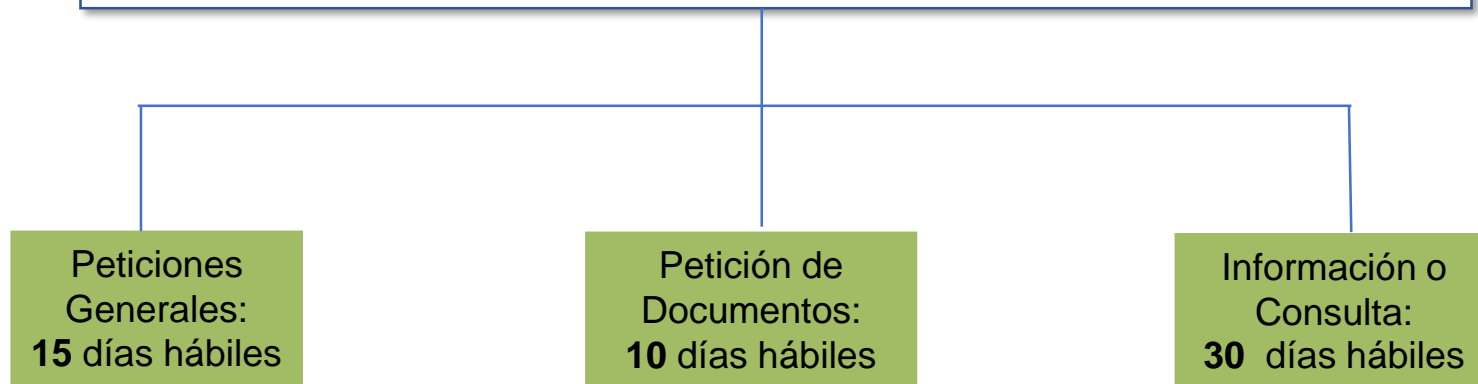 Peticiones
Generales:
15 días hábiles
Petición de
Documentos:
10 días hábiles
Información o
Consulta:
30 días hábiles